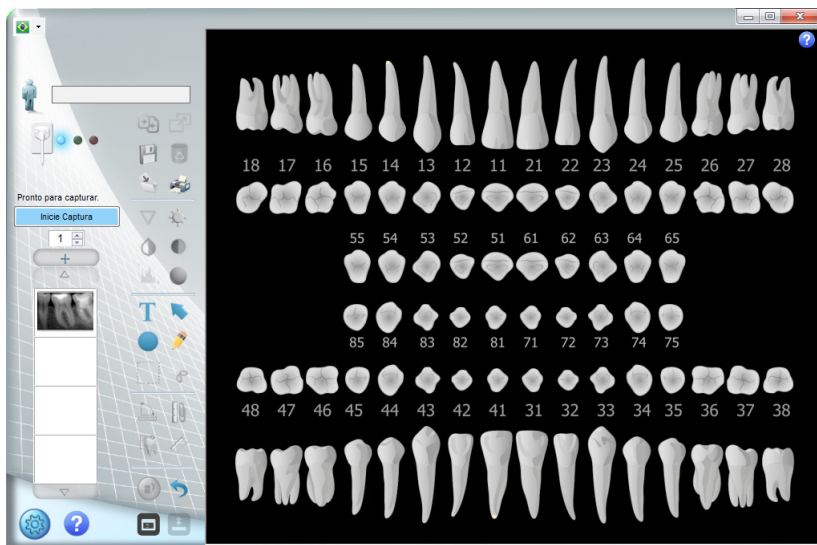 ?
18 17 16 15 14 13 12 11 21 22 23 24 25 26 27 28
Pronto para capturar.
Inicie Captura
1
+
55 54 53 52 51 61 62 63 64 65
T
85 84 83 82 81 71 72 73 74 75
48 47 46 45 44 43 42 41 31 32 33 34 35 36 37 38
?